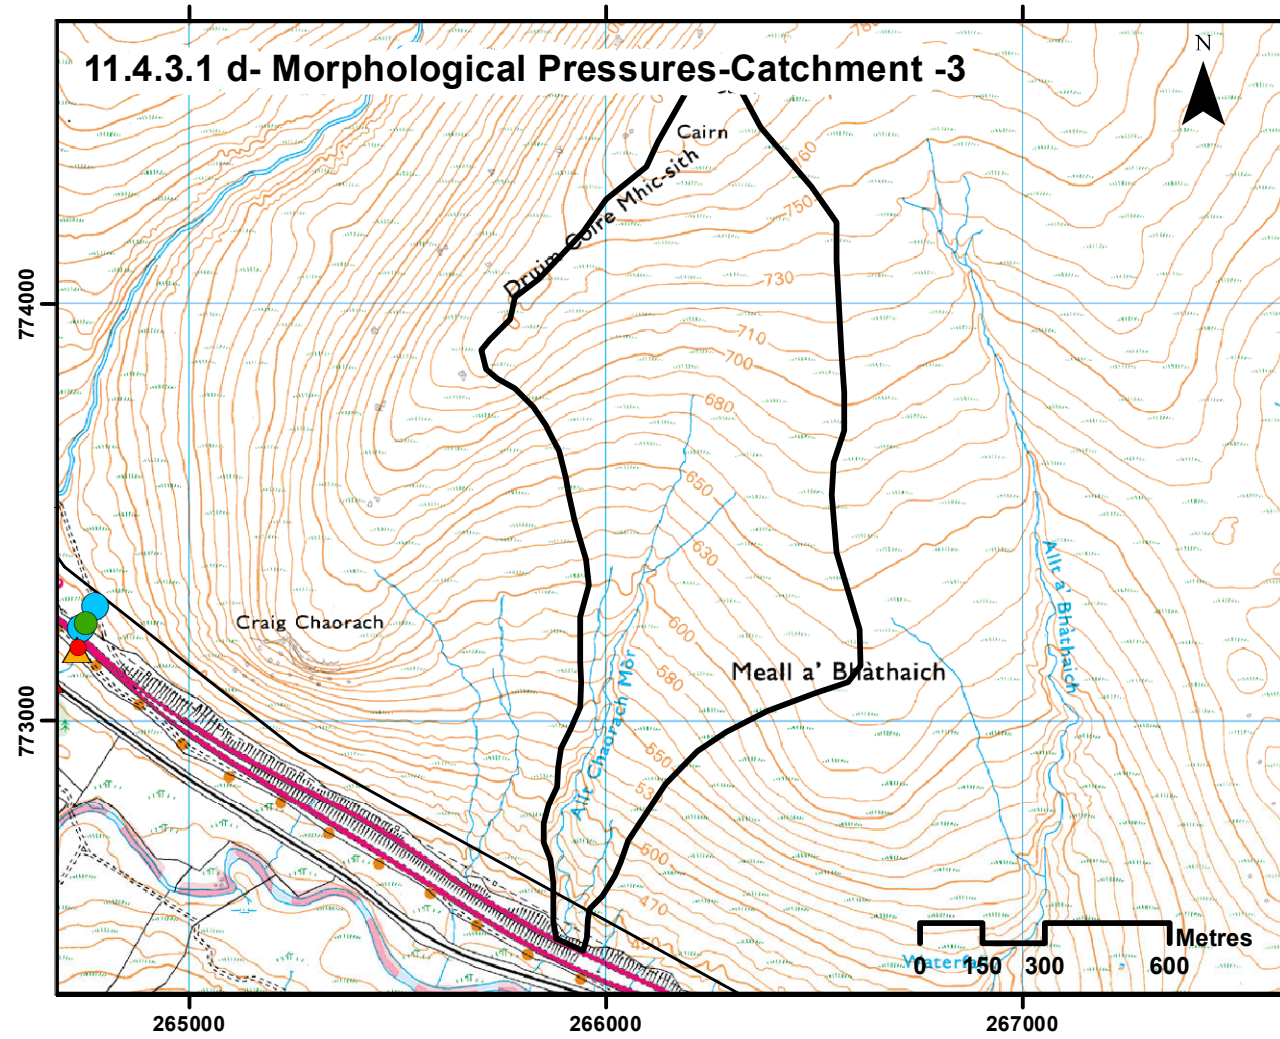 11.4.3.1 d- Morphological Pressures-Catchment -3
N
Cairn
Druim Coire Mhic-sith
750
730
710
700
680
650
630
600
580
550
500
470
450
Craig Chaorach
Meall a' Bhàthaich
Allt Chaorach Mòr
Allt a' Bhàthaich
774000
773000
0 150 300 600
Metres
265000
266000
267000